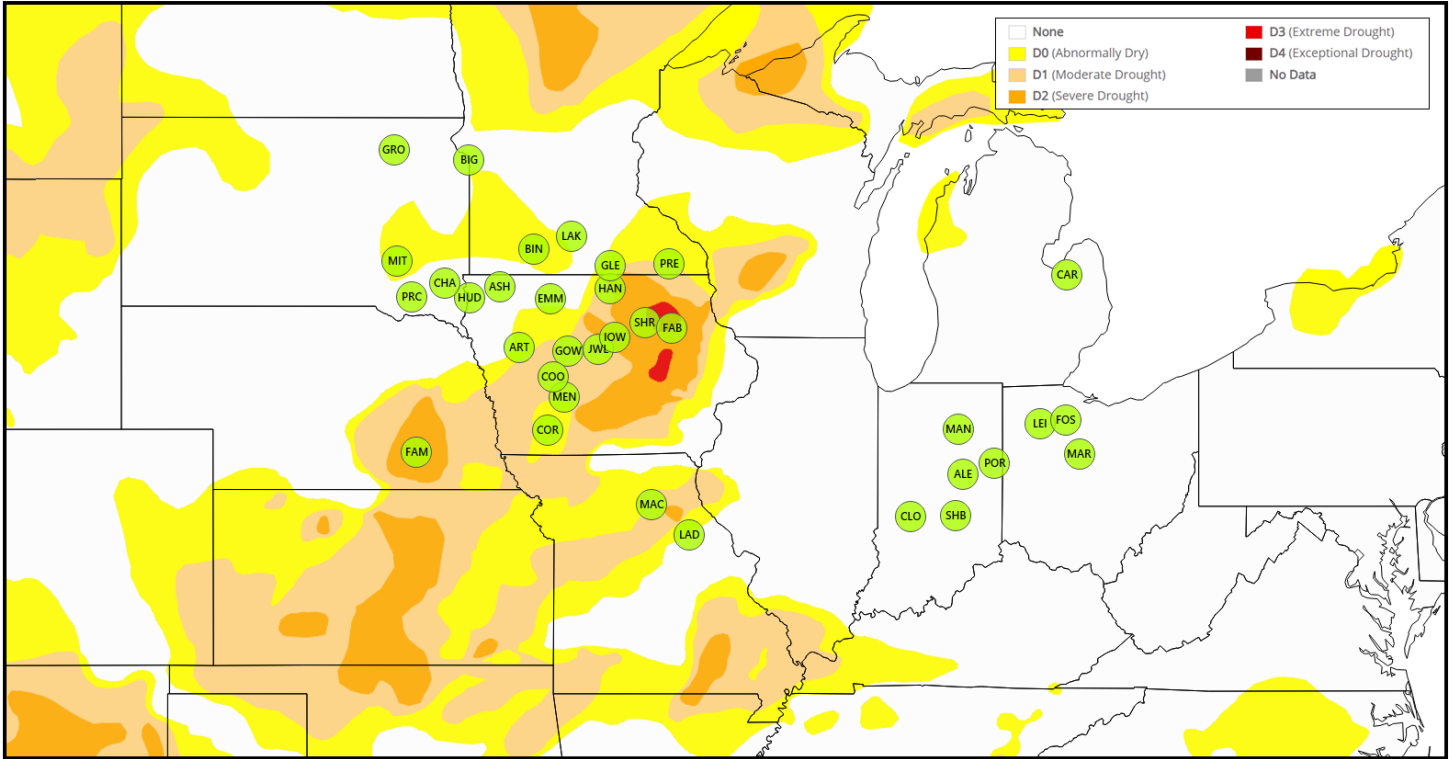 None
D0 (Abnormally Dry)
D1 (Moderate Drought)
D2 (Severe Drought)
D3 (Extreme Drought)
D4 (Exceptional Drought)
No Data
GRO
BIG
LAK
BIN
MIT
GLE
PRE
CAR
CHA
ASH
HAN
PRC
HUD
EMM
SHR
FAB
IOW
ART
GOW
JWL
COO
MEN
COR
MAN
LEI
FOS
FAM
POR
MAR
ALE
MAC
CLO
SHB
LAD